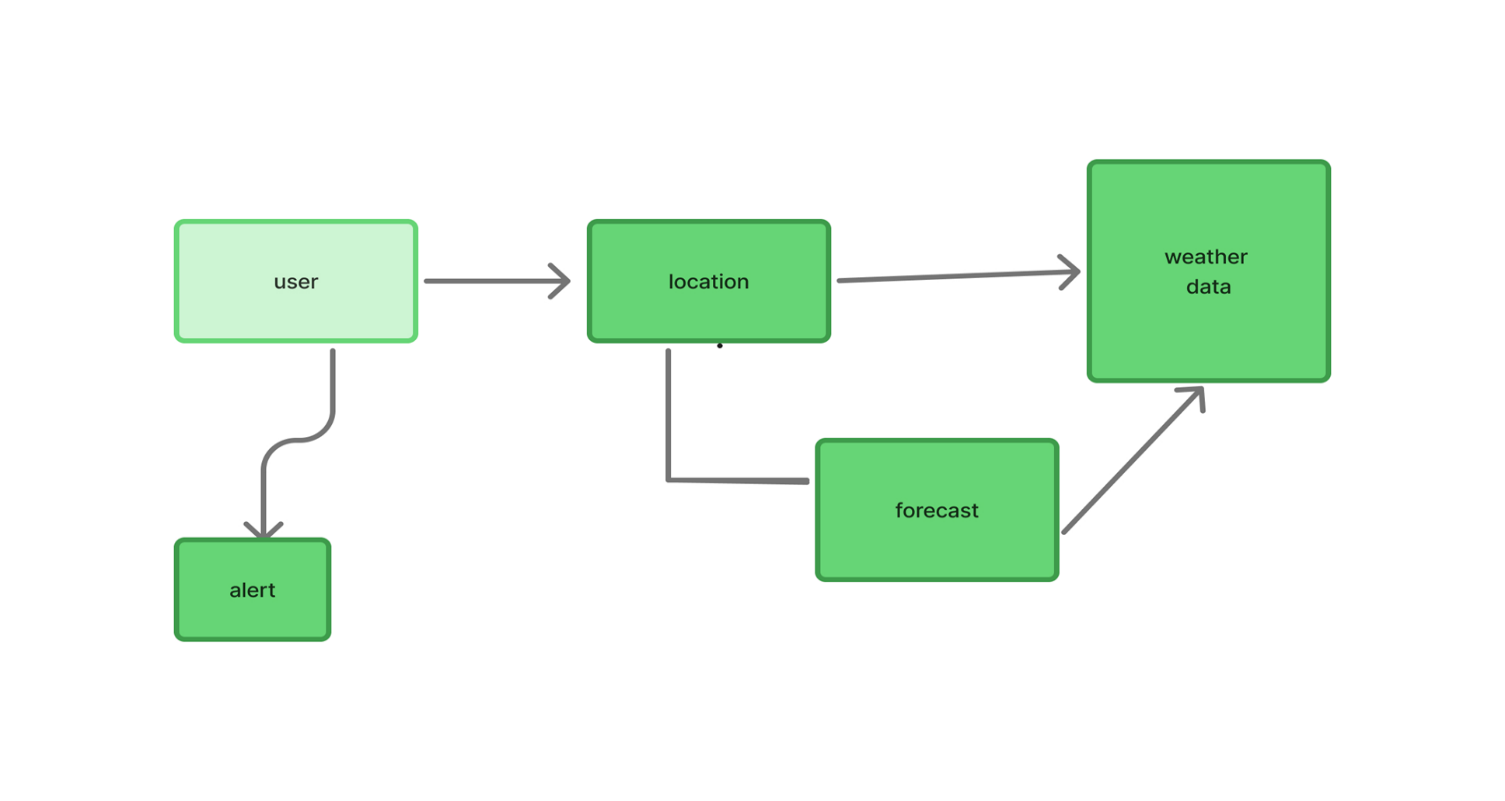 user
location
weather
data
forecast
alert